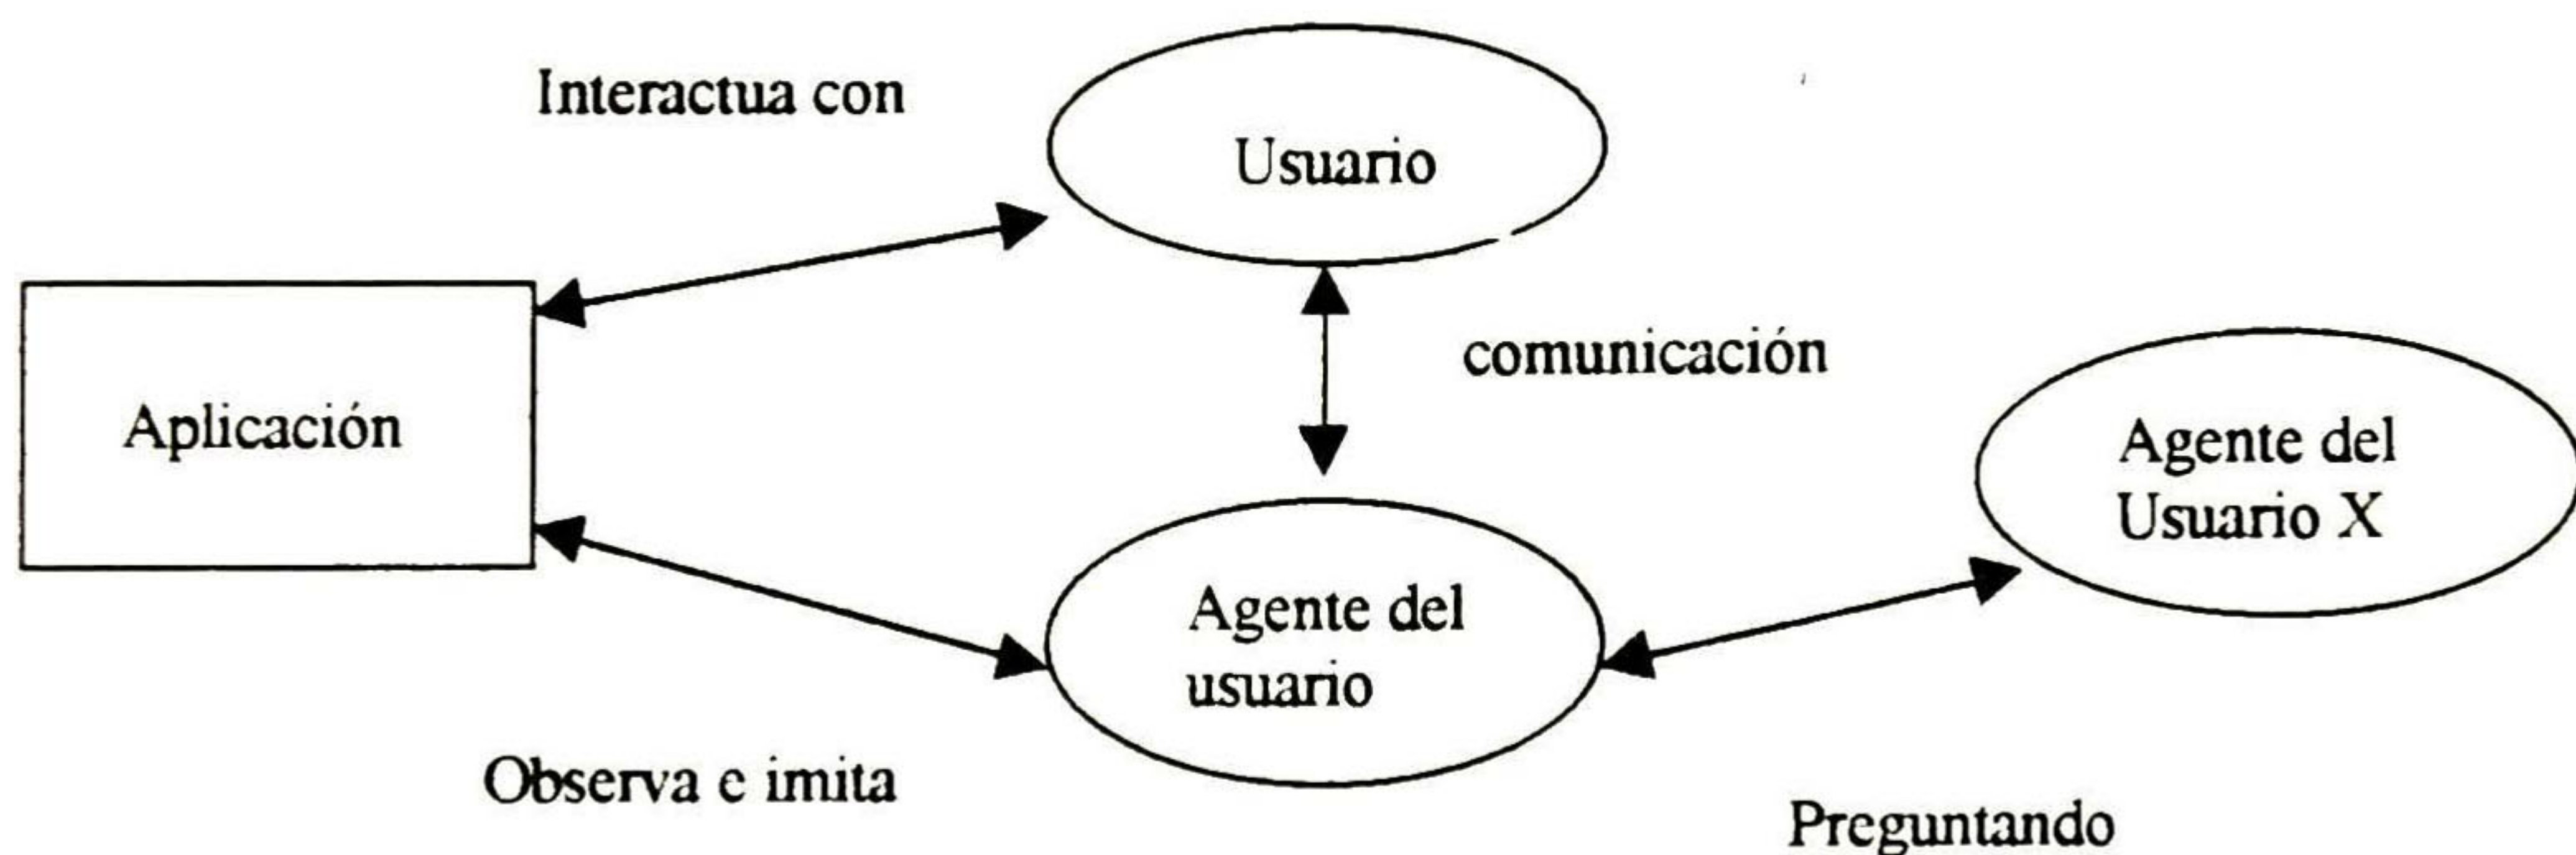 Interactua con
Usuario
comunicación
Aplicación
Agente del
Usuario X
Agente del
usuario
Observa e imita
Preguntando